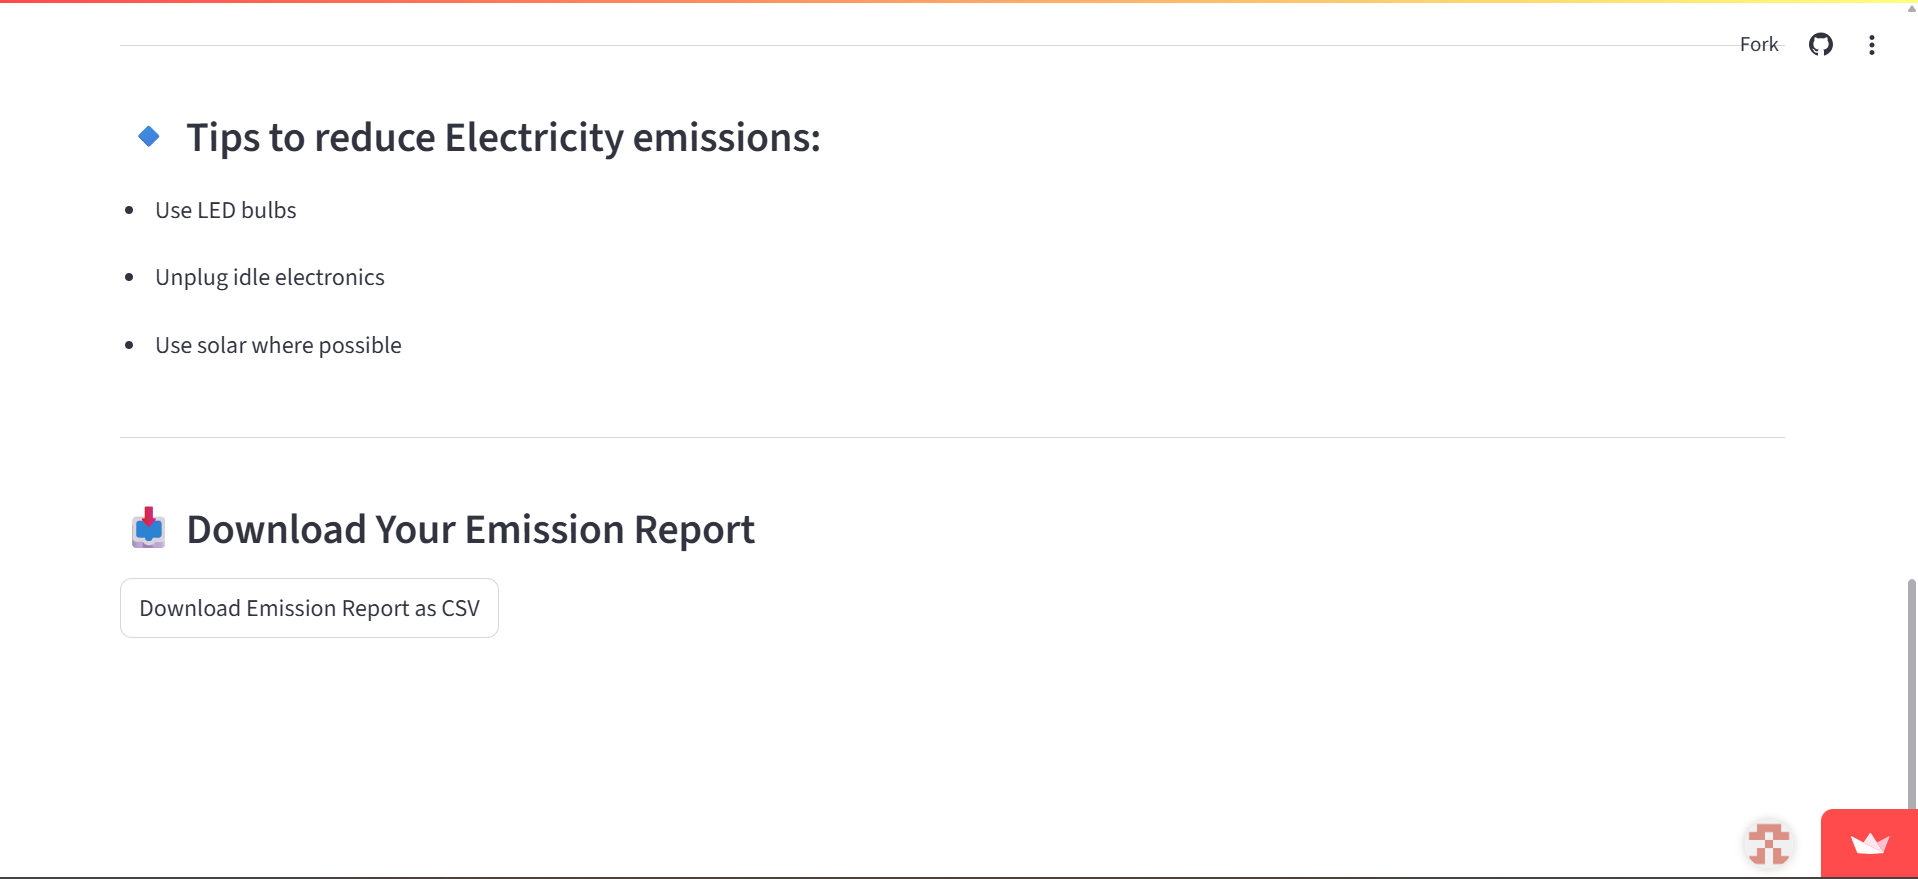 Fork
Tips to reduce Electricity emissions:
Use LED bulbs
Unplug idle electronics
Use solar where possible
Download Your Emission Report
Download Emission Report as CSV